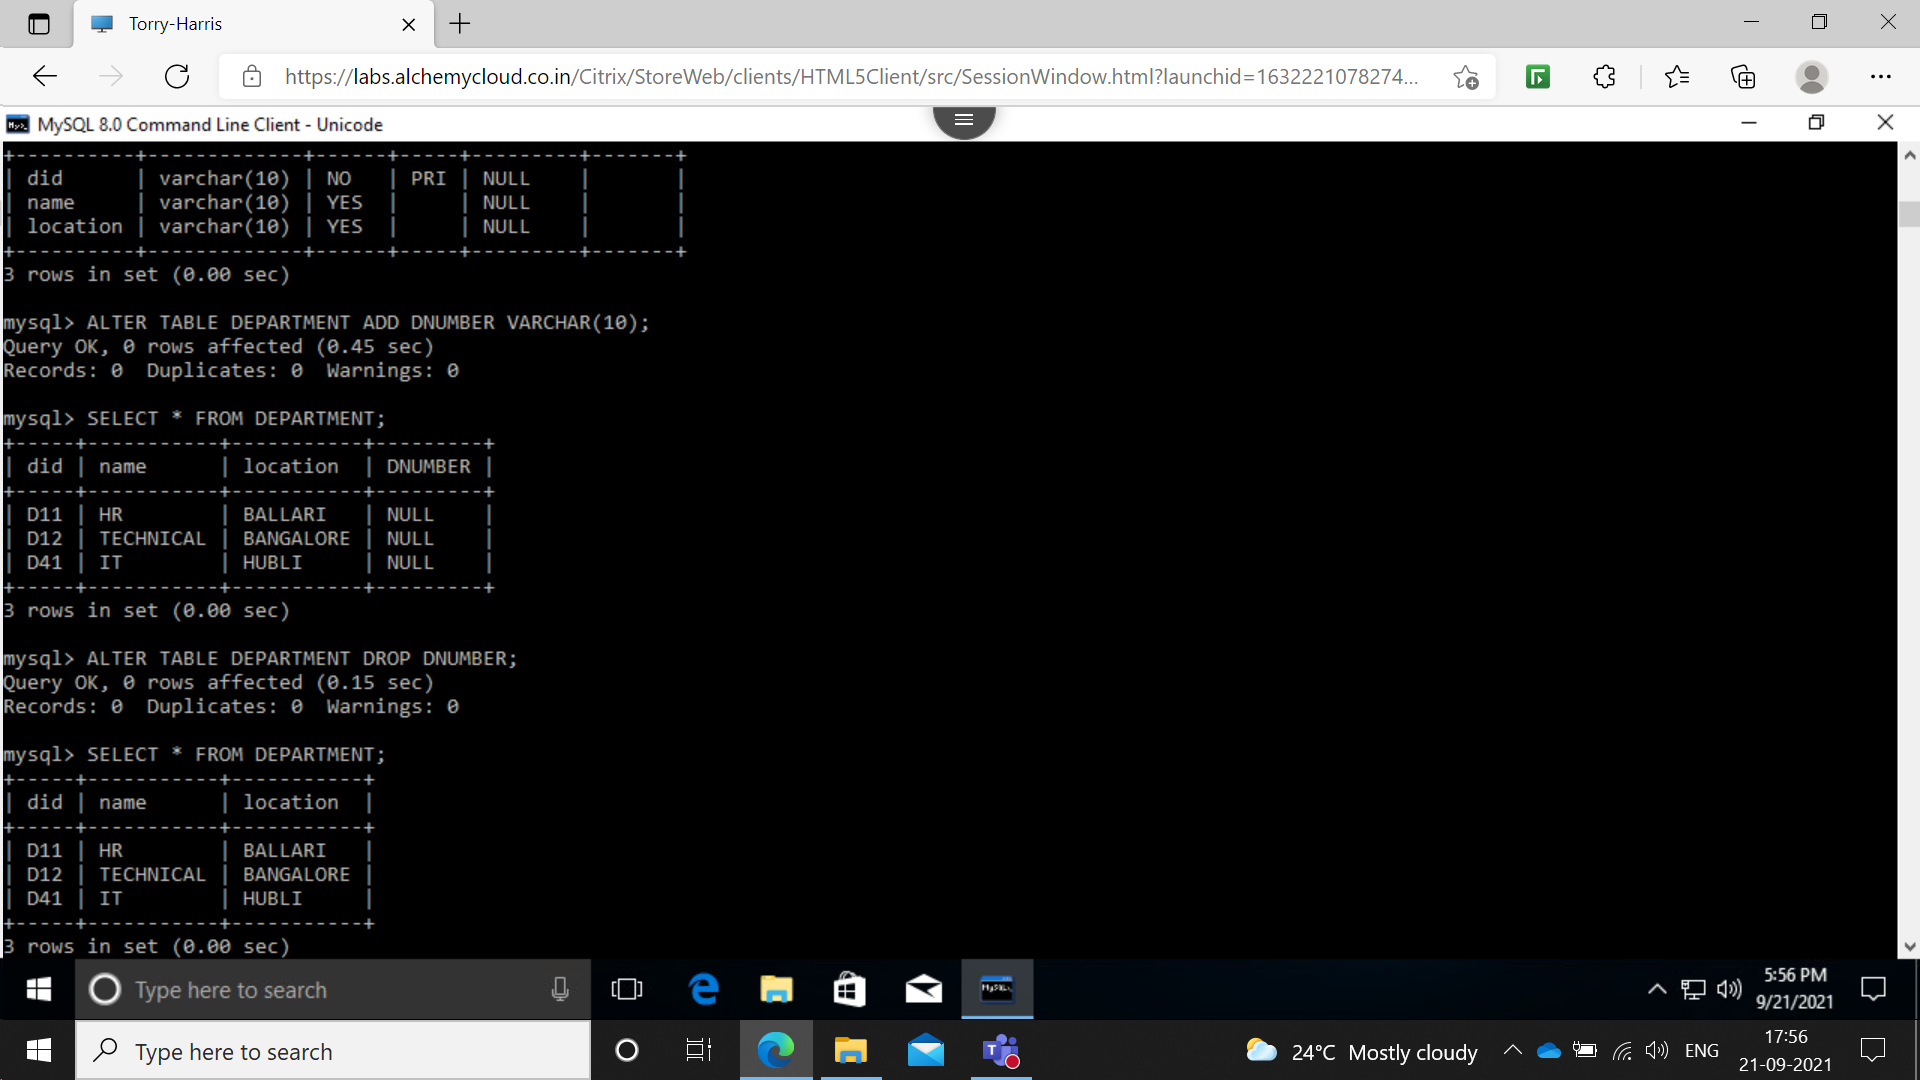 Torry-Harris
https://labs.alchemycloud.co.in/Citrix/StoreWeb/clients/HTML5Client/src/SessionWindow.html?launchid=1632221078274...
MySQL 8.0 Command Line Client - Unicode
+----------+-------------+------+-----+---------+-------+
| did      | varchar(10) | NO   | PRI | NULL    |       |
| name     | varchar(10) | YES  |     | NULL    |       |
| location | varchar(10) | YES  |     | NULL    |       |
+----------+-------------+------+-----+---------+-------+
3 rows in set (0.00 sec)
mysql> ALTER TABLE DEPARTMENT ADD DNUMBER VARCHAR(10);
Query OK, 0 rows affected (0.45 sec)
Records: 0  Duplicates: 0  Warnings: 0
mysql> SELECT * FROM DEPARTMENT;
+-----+-----------+-----------+---------+
| did | name      | location  | DNUMBER |
+-----+-----------+-----------+---------+
| D11 | HR        | BALLARI   | NULL    |
| D12 | TECHNICAL | BANGALORE | NULL    |
| D41 | IT        | HUBLI     | NULL    |
+-----+-----------+-----------+---------+
3 rows in set (0.00 sec)
mysql> ALTER TABLE DEPARTMENT DROP DNUMBER;
Query OK, 0 rows affected (0.15 sec)
Records: 0  Duplicates: 0  Warnings: 0
mysql> SELECT * FROM DEPARTMENT;
+-----+-----------+-----------+
| did | name      | location  |
+-----+-----------+-----------+
| D11 | HR        | BALLARI   |
| D12 | TECHNICAL | BANGALORE |
| D41 | IT        | HUBLI     |
+-----+-----------+-----------+
3 rows in set (0.00 sec)
Type here to search
5:56 PM
9/21/2021
Type here to search
24°C Mostly cloudy
ENG
17:56
21-09-2021